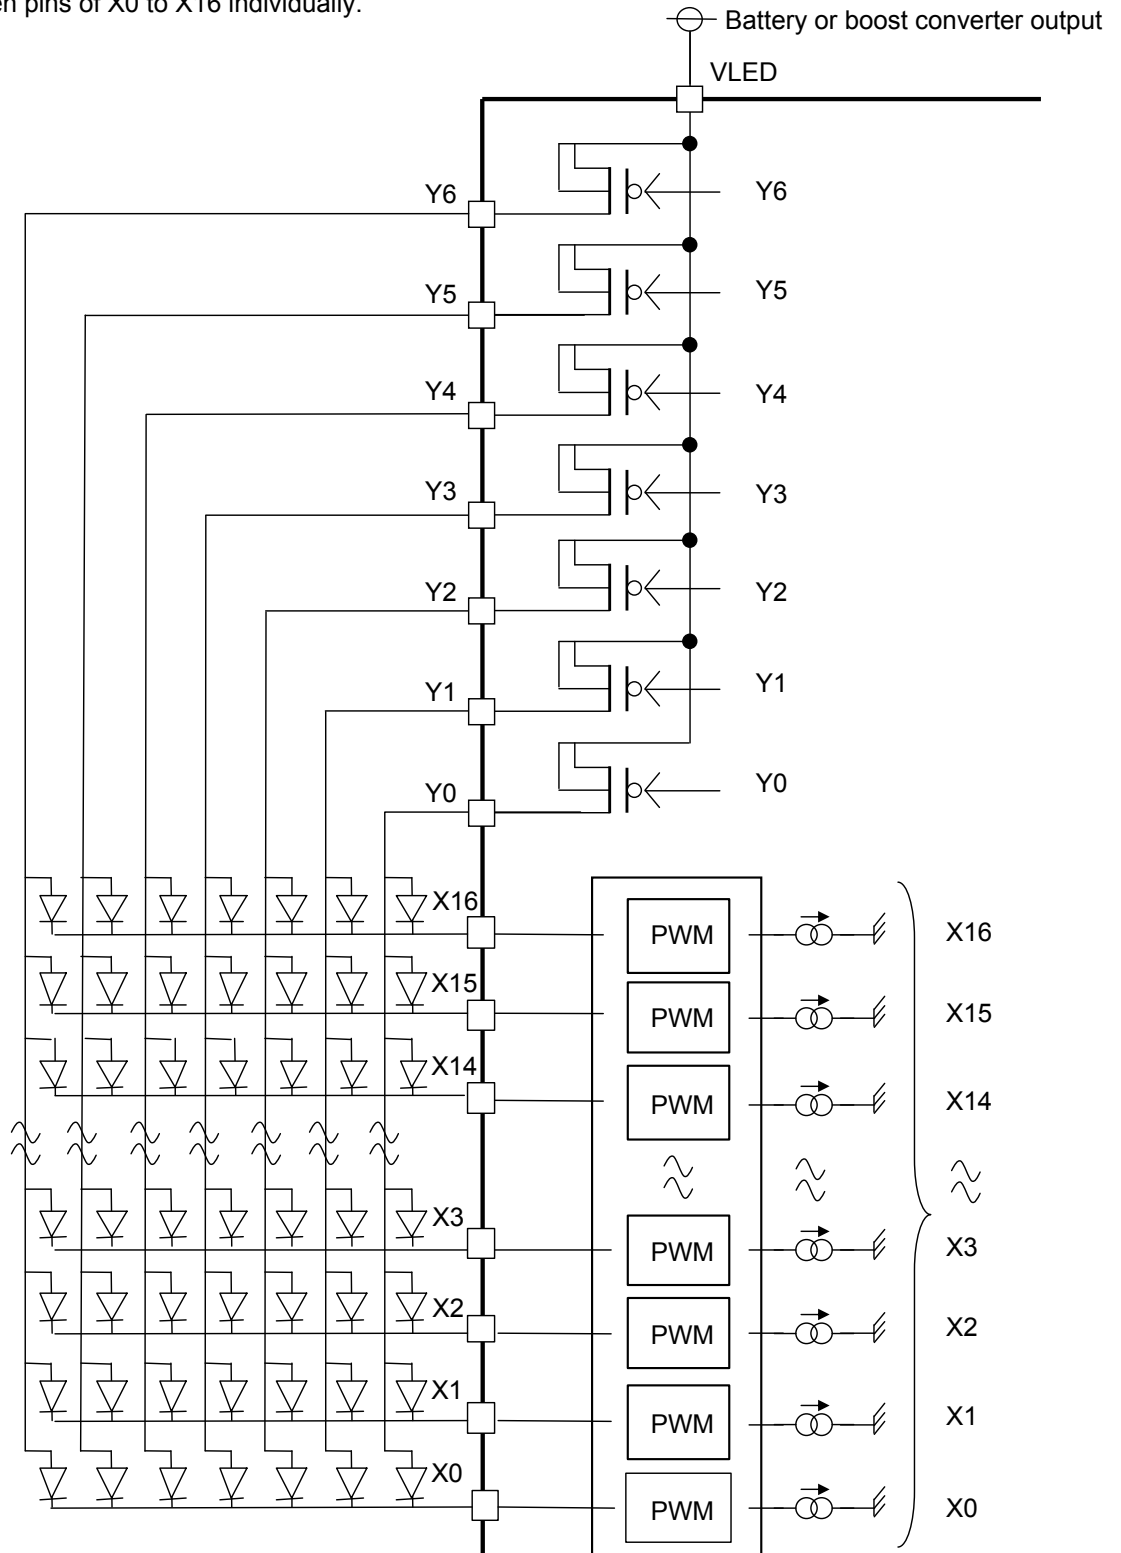 en pins of X0 to X16 individually.
Battery or boost converter output
VLED
Y6
Y6
Y5
Y5
Y4
Y4
Y3
Y3
Y2
Y2
Y1
Y1
Y0
Y0
X16
PWM
X16
X15
PWM
X15
X14
PWM
X14
X3
PWM
X3
X2
PWM
X2
X1
PWM
X1
X0
PWM
X0